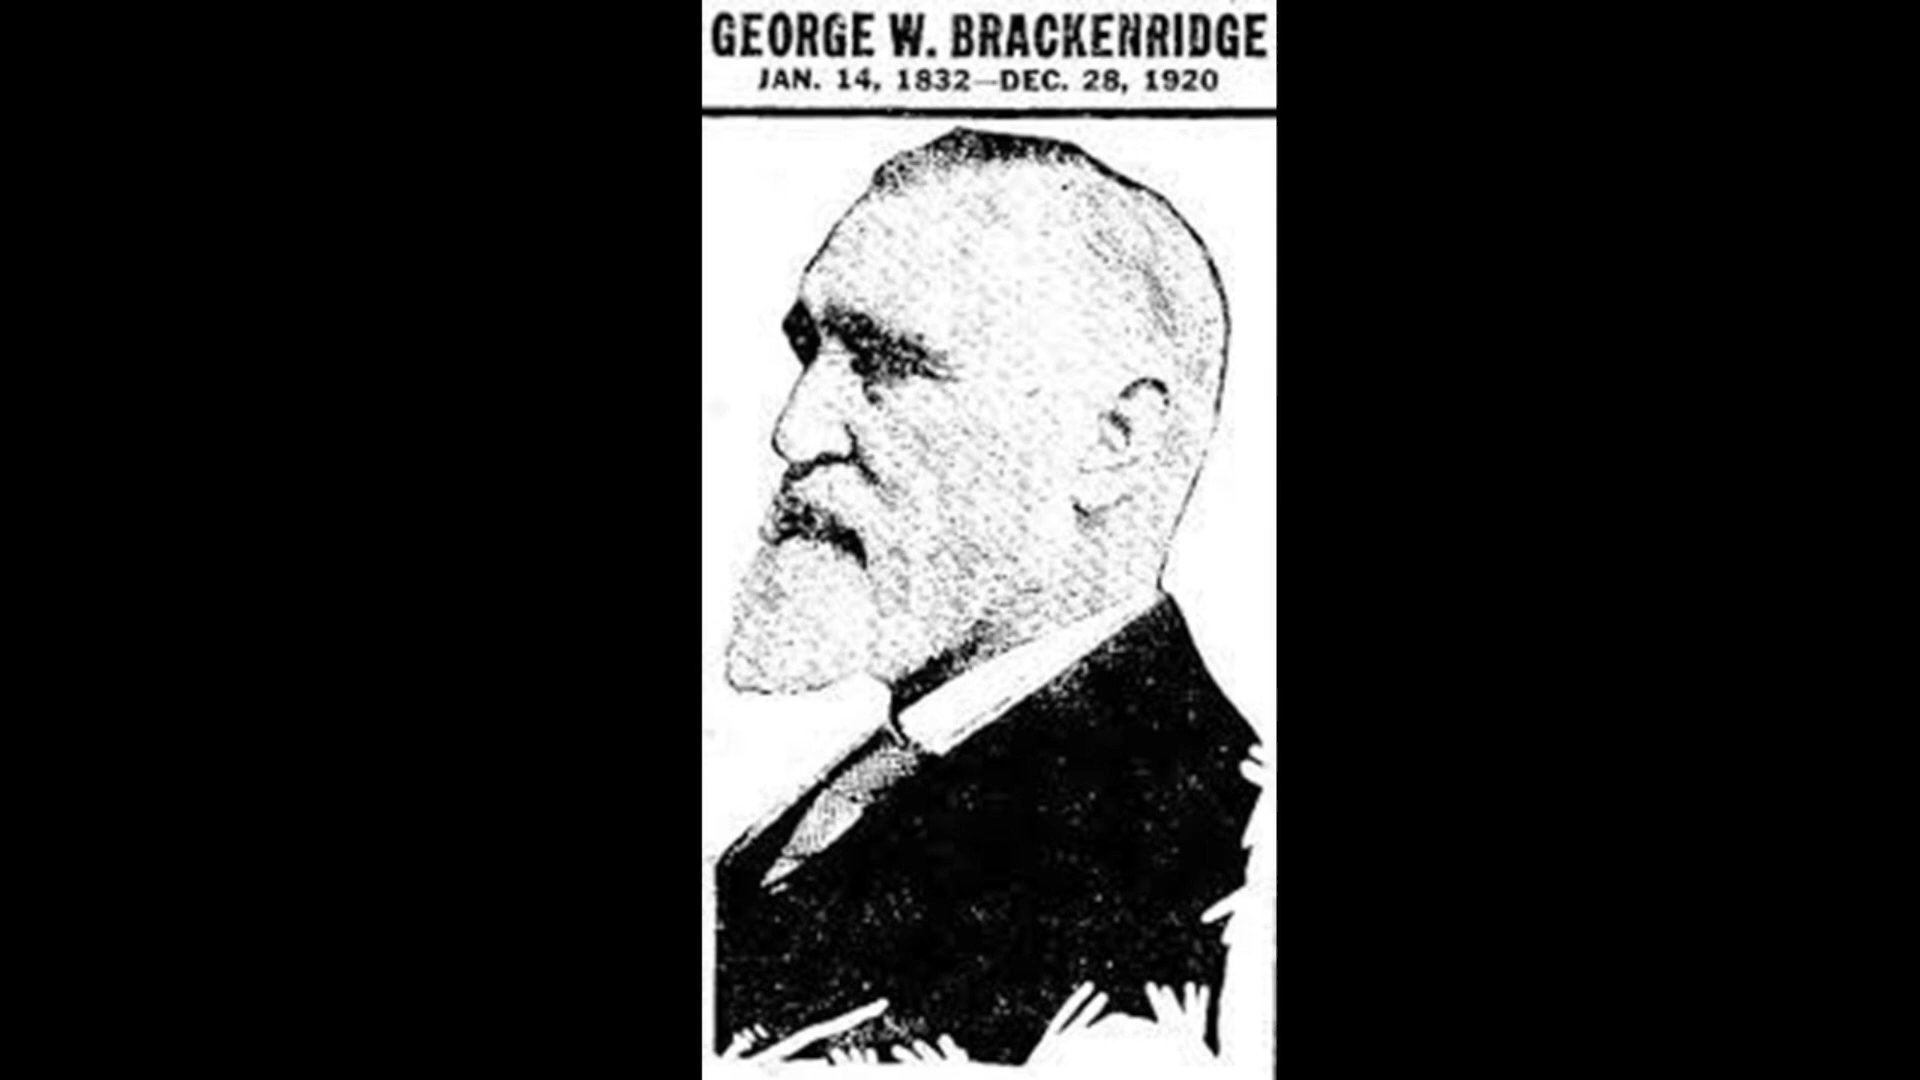 GEORGE W. BRACKENRIDGE
JAN. 14, 1832—DEC. 28, 1920